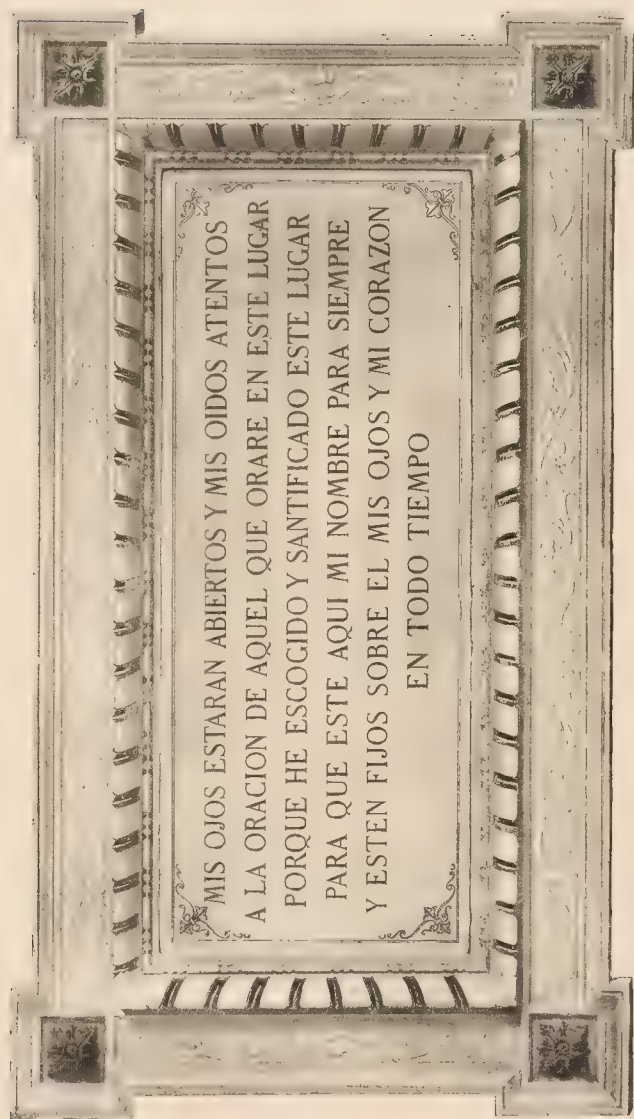 MIS OJOS ESTARAN ABIERTOS Y MIS OIDOS ATENTOS
A LA ORACION DE AQUEL QUE ORARE EN ESTE LUGAR
PORQUE HE ESCOGIDO Y SANTIFICADO ESTE LUGAR
PARA QUE ESTE AQUI MI NOMBRE PARA SIEMPRE
Y ESTEN FIJOS SOBRE EL MIS OJOS Y MI CORAZON
EN TODO TIEMPO